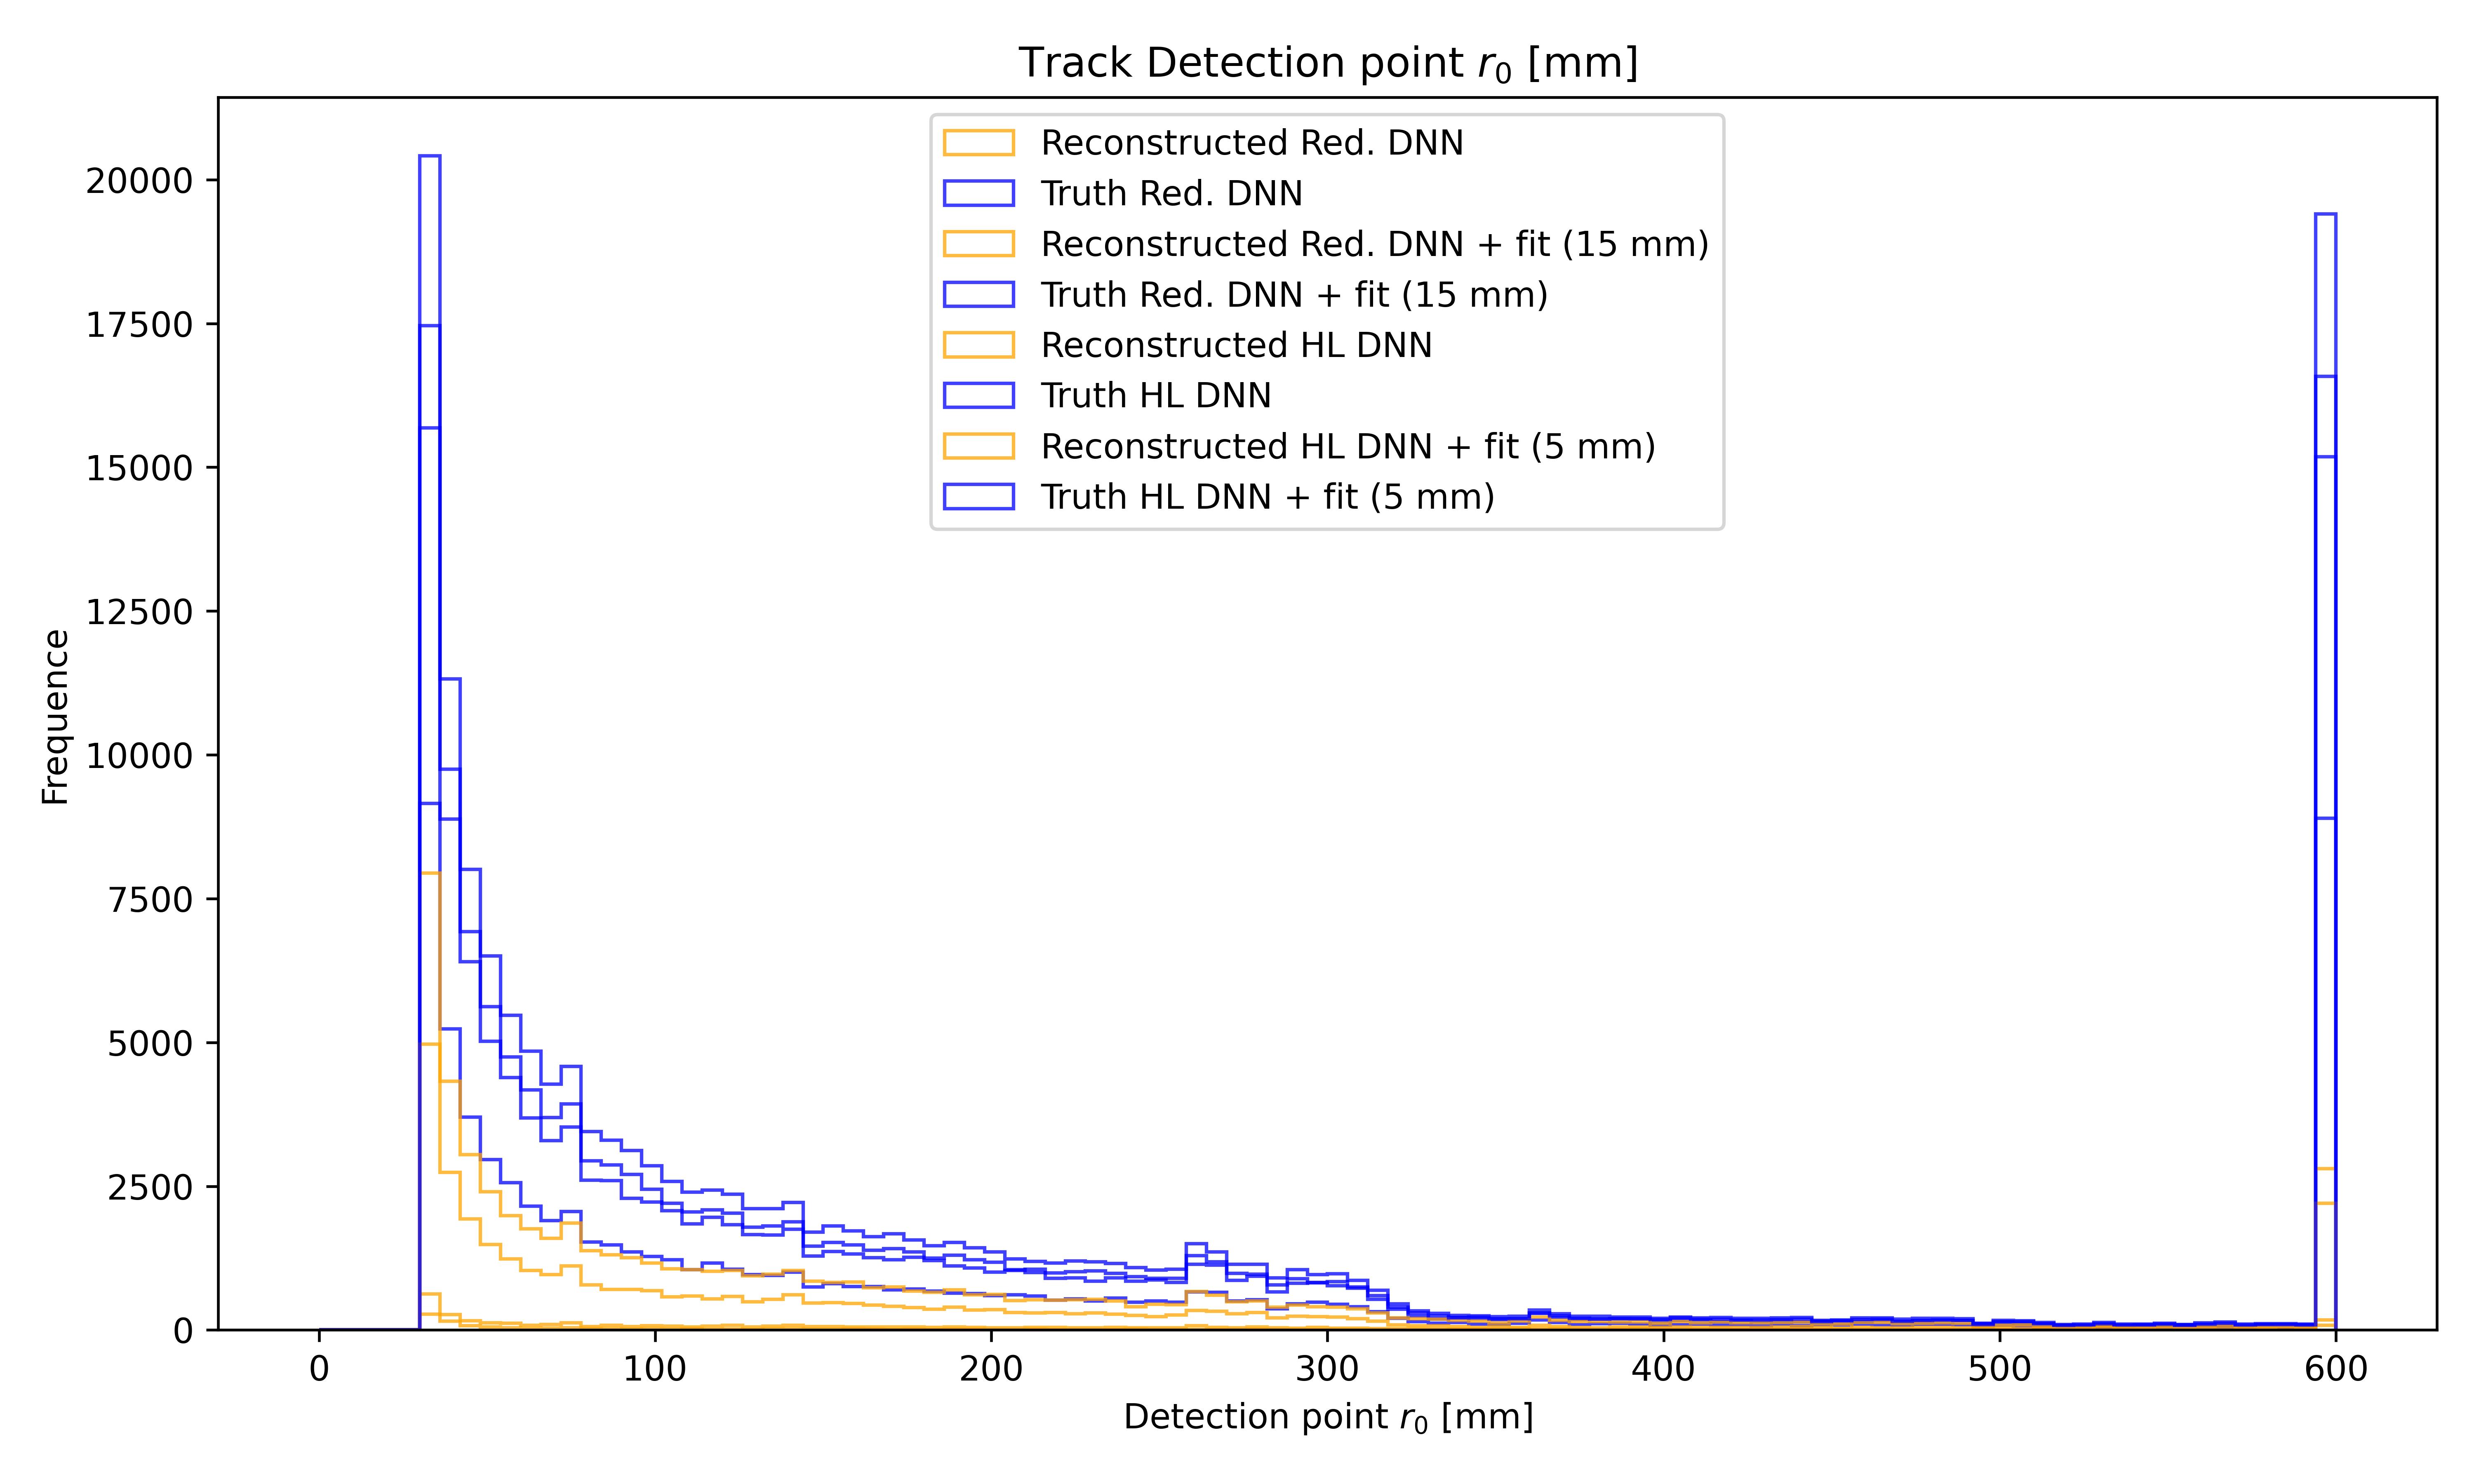 Track Detection point r₀ [mm]
Reconstructed Red. DNN
Truth Red. DNN
Reconstructed Red. DNN + fit (15 mm)
Truth Red. DNN + fit (15 mm)
Reconstructed HL DNN
Truth HL DNN
Reconstructed HL DNN + fit (5 mm)
Truth HL DNN + fit (5 mm)
Frequence
20000
17500
15000
12500
10000
7500
5000
2500
0
0 100 200 300 400 500 600
Detection point r₀ [mm]